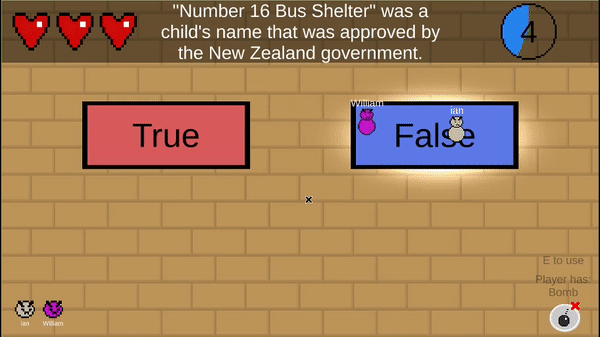 "Number 16 Bus Shelter" was a
child's name that was approved by
the New Zealand government.
4
True
False
William
ian
E to use
Player has:
Bomb
ian
William